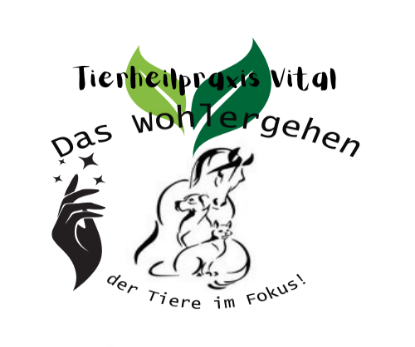 Tierheilpraxis Vital
Das wohlergehen
der Tiere im Fokus!